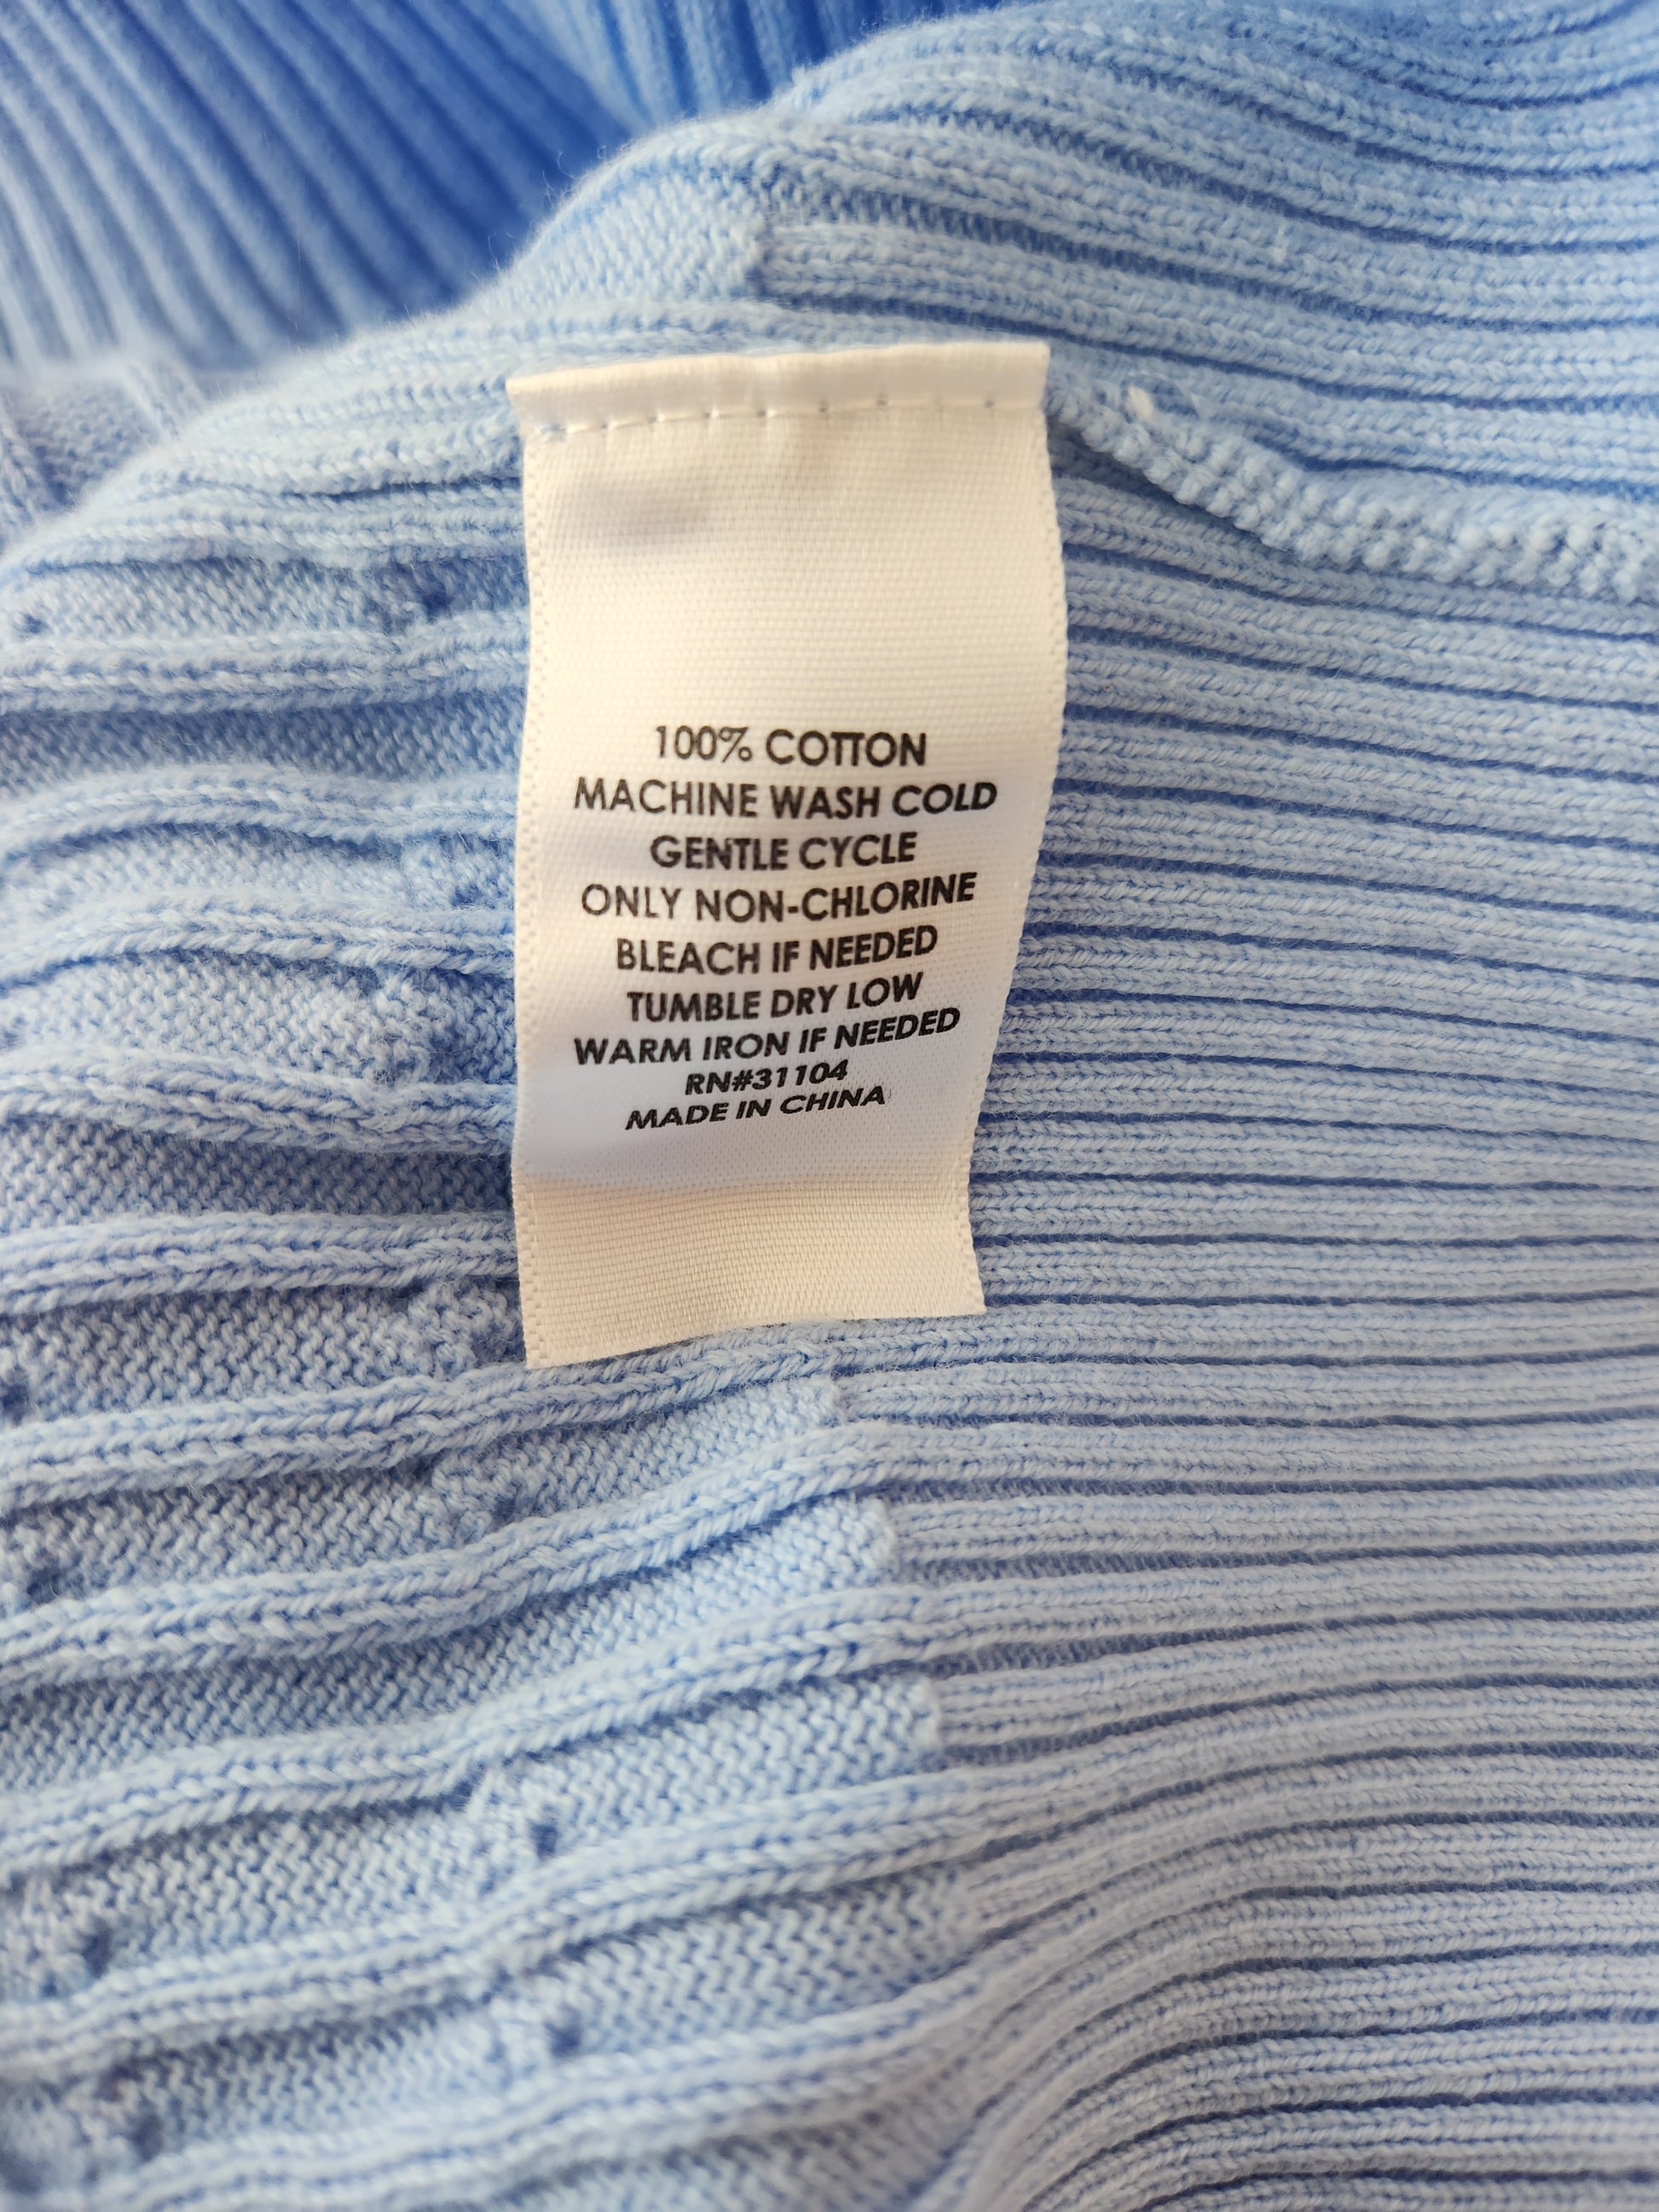 100% COTTON
MACHINE WASH COLD
GENTLE CYCLE
ONLY NON-CHLORINE
BLEACH IF NEEDED
TUMBLE DRY LOW
WARM IRON IF NEEDED
RN#31104
MADE IN CHINA